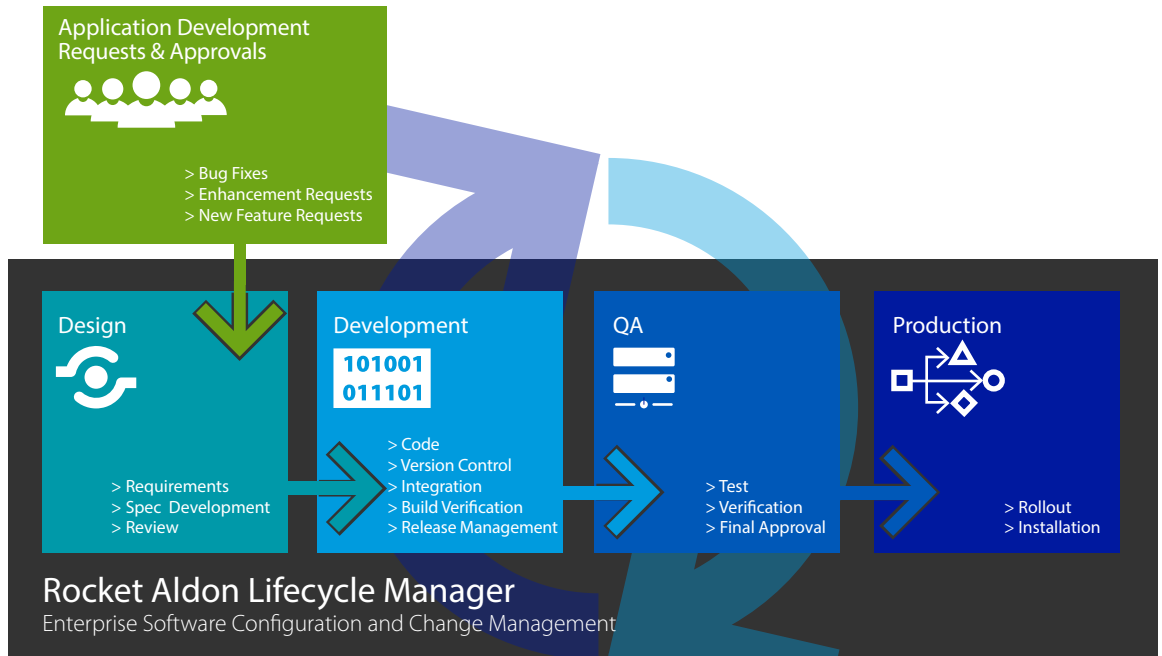 Application Development
Requests & Approvals
> Bug Fixes
> Enhancement Requests
> New Feature Requests
Design
> Requirements
> Spec Development
> Review
Development
101001
011101
> Code
> Version Control
> Integration
> Build Verification
> Release Management
QA
> Test
> Verification
> Final Approval
Production
> Rollout
> Installation
Rocket Aldon Lifecycle Manager
Enterprise Software Configuration and Change Management